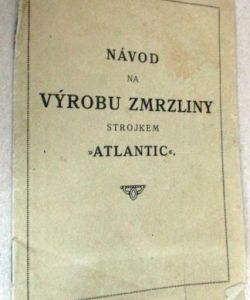 NÁVOD
NA
VÝROBU ZMRZLINY
STROJKEM
»ATLANTIC«.